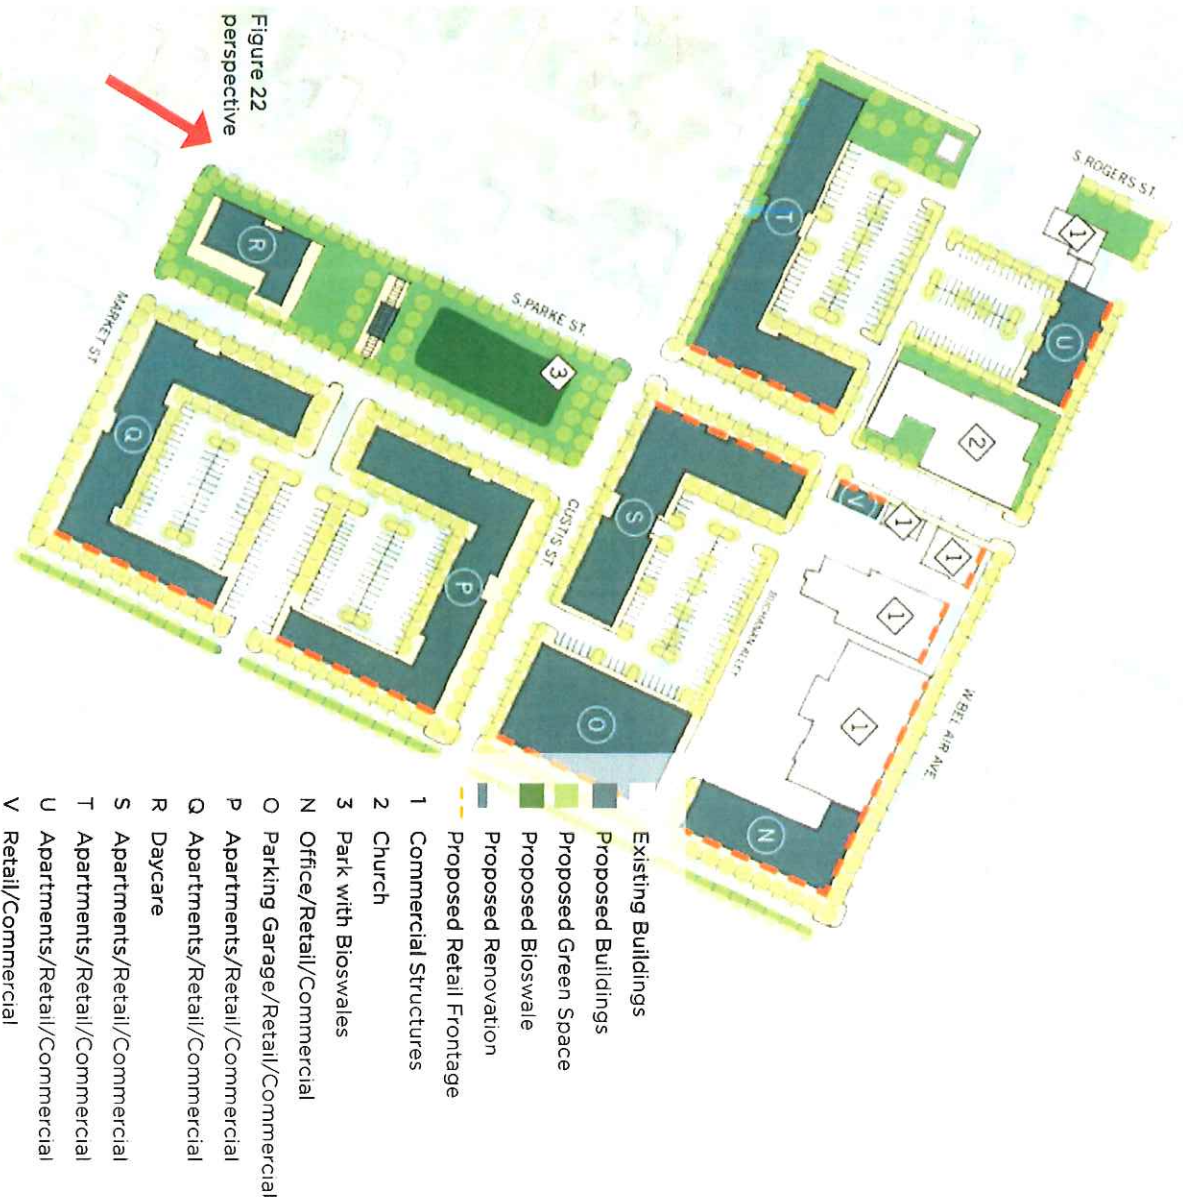 Figure 22
perspective
S. ROGERS ST.
W.BEL AIR AVE.
S. PARKE ST.
MARKET ST.
CUSTIS ST
BUCHANAN ALLEY
1
U
2
T
V
1
1
1
1
N
3
S
O
R
Q
P
Existing Buildings
Proposed Buildings
Proposed Green Space
Proposed Bioswale
Proposed Renovation
Proposed Retail Frontage
1 Commercial Structures
2 Church
3 Park with Bioswales
N Office/Retail/Commercial
O Parking Garage/Retail/Commercial
P Apartments/Retail/Commercial
Q Apartments/Retail/Commercial
R Daycare
S Apartments/Retail/Commercial
T Apartments/Retail/Commercial
U Apartments/Retail/Commercial
V Retail/Commercial